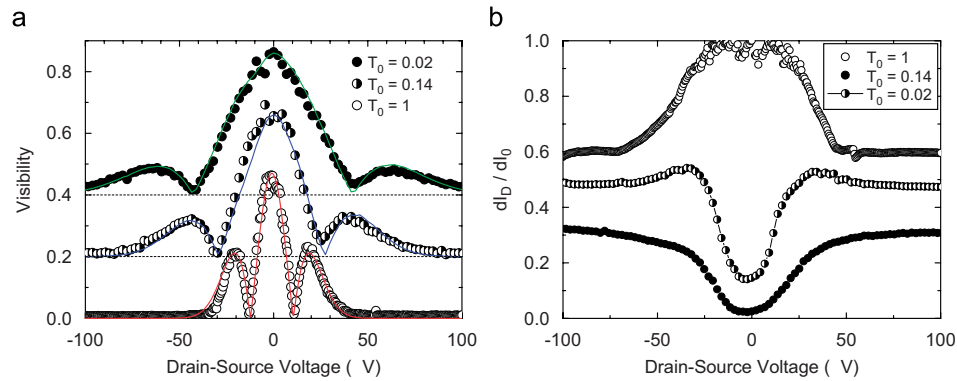 a
b
Visibility
0.8
0.6
0.4
0.2
0.0
-100
-50
0
50
100
Drain-Source Voltage ( V)
T₀ = 0.02
T₀ = 0.14
T₀ = 1
dI_D / dI₀
1.0
0.8
0.6
0.4
0.2
0.0
-100
-50
0
50
100
Drain-Source Voltage ( V)
T₀ = 1
T₀ = 0.14
T₀ = 0.02